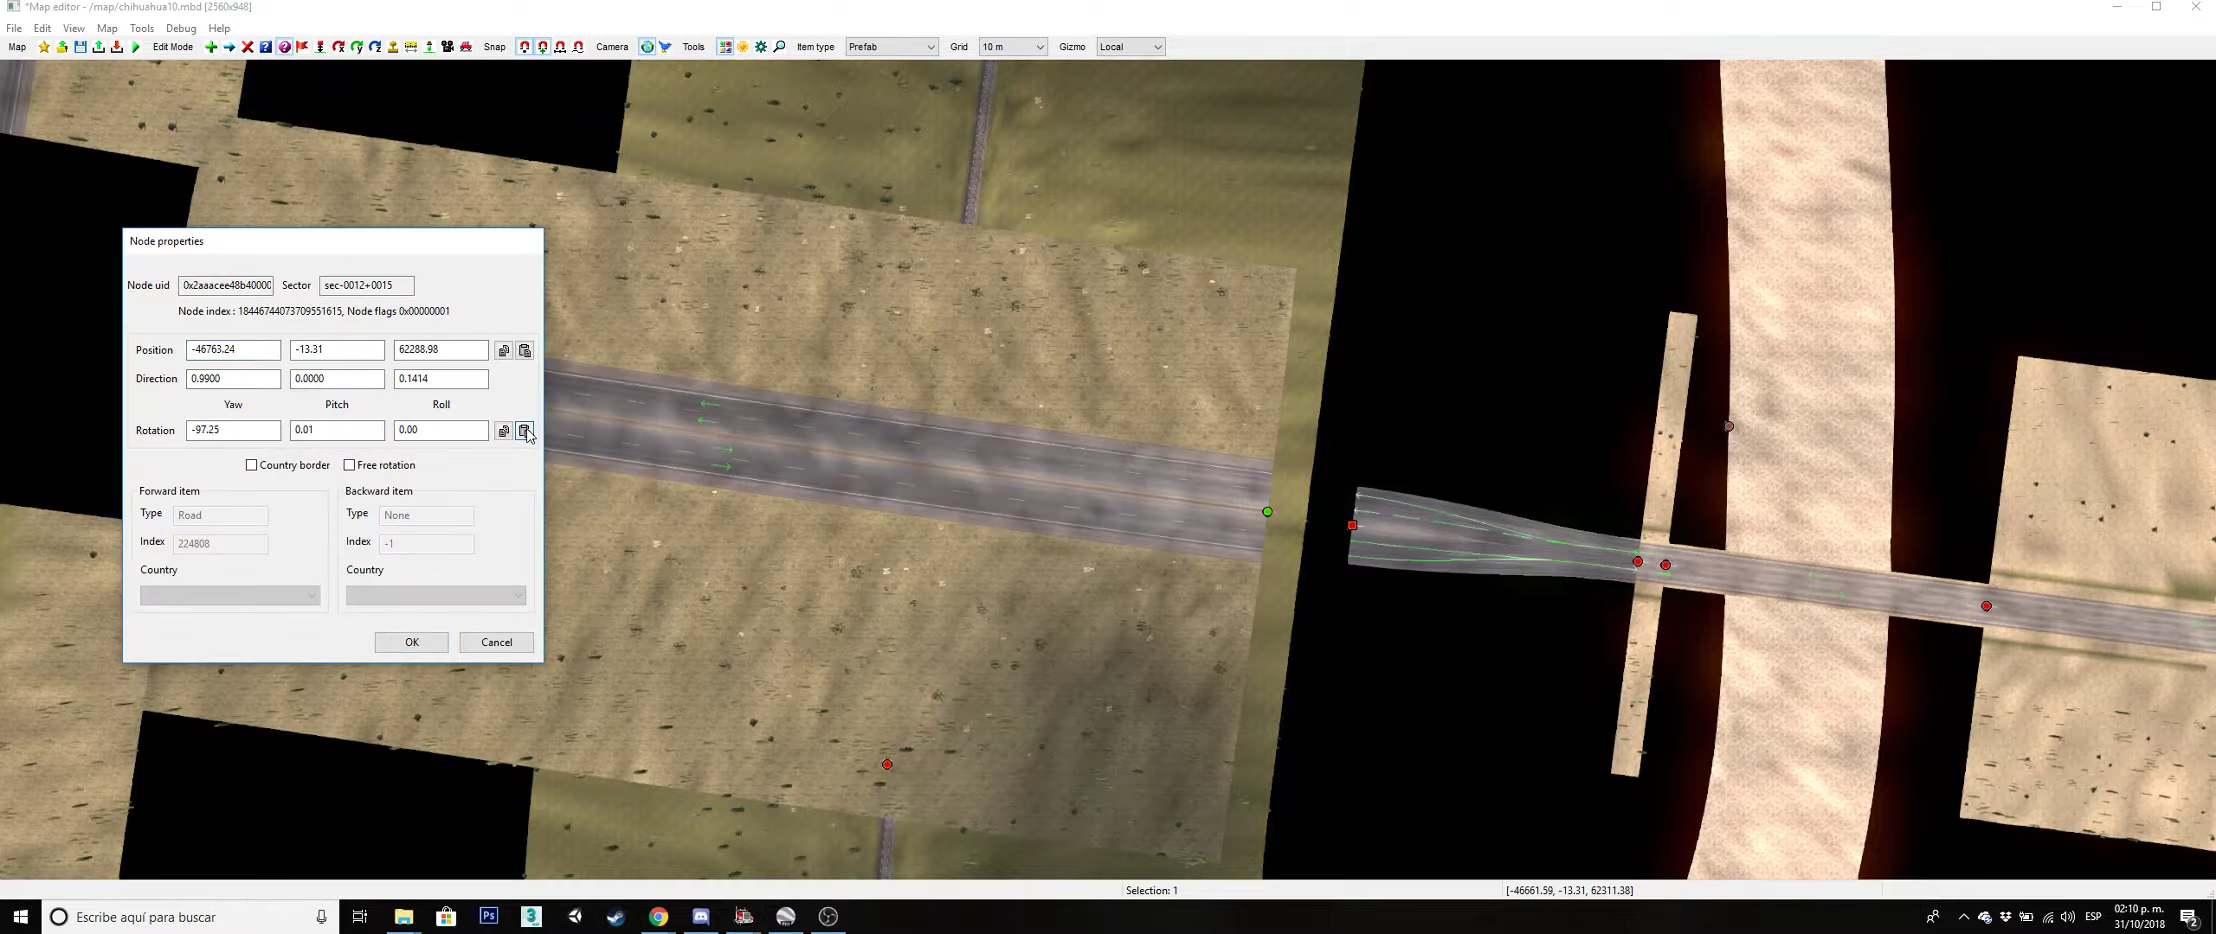 *Map editor - /map/chihuahua10.mbd [2560x948]
File Edit View Map Tools Debug Help
Map Edit Mode Snap Camera Tools Item type Prefab Grid 10 m Gizmo Local
Node properties
Node uid 0x2aaacee48b40000 Sector sec-0012+0015
Node index : 18446744073709551615, Node flags 0x00000001
Position -46763.24 -13.31 62288.98
Direction 0.9900 0.0000 0.1414
Yaw Pitch Roll
Rotation -97.25 0.01 0.00
Country border Free rotation
Forward item Backward item
Type Road Type None
Index 224808 Index -1
Country Country
OK Cancel
Selection: 1 [-46661.59, -13.31, 62311.38]
Escribe aquí para buscar
Ps
3
ESP
02:10 p. m.
31/10/2018
2